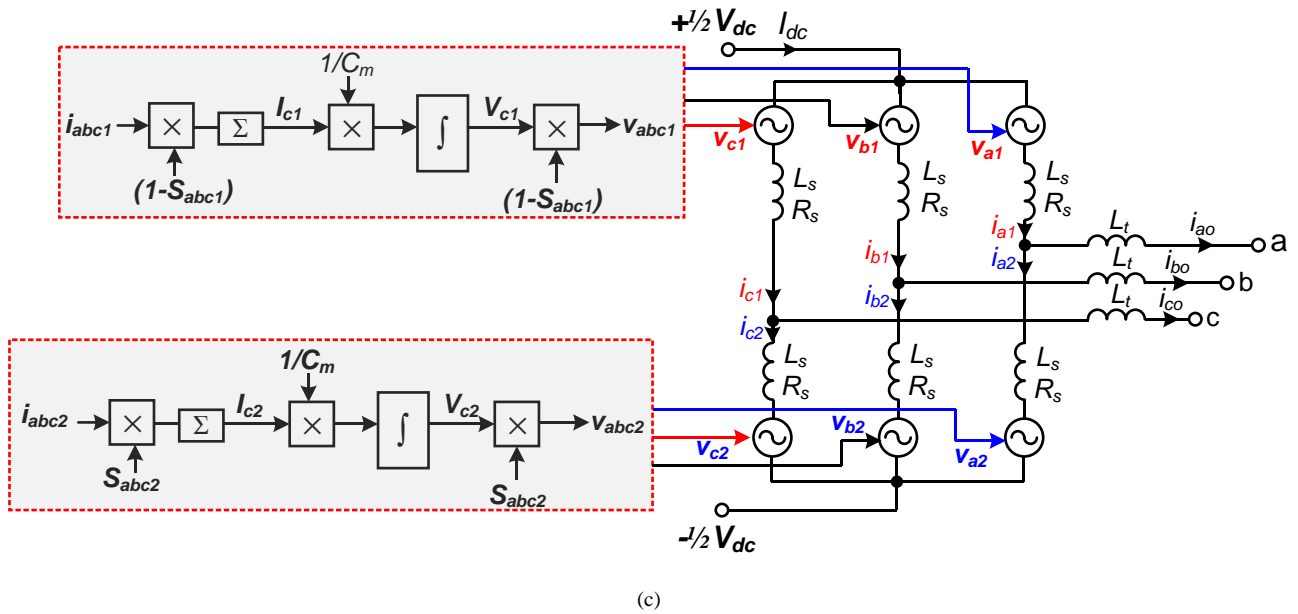 +½ Vdc
Idc
1/Cm
iabc1
×
Σ
Ic1
×
∫
Vc1
×
vabc1
(1-Sabc1)
(1-Sabc1)
vc1
vb1
va1
Ls
Rs
Ls
Rs
Ls
Rs
ia1
Lt
iao
a
ib1
ia2
Lt
ibo
b
ic1
ib2
Lt
ico
c
ic2
1/Cm
iabc2
×
Σ
Ic2
×
∫
Vc2
×
vabc2
Sabc2
Sabc2
Ls
Rs
Ls
Rs
Ls
Rs
vc2
vb2
va2
-½ Vdc
(c)